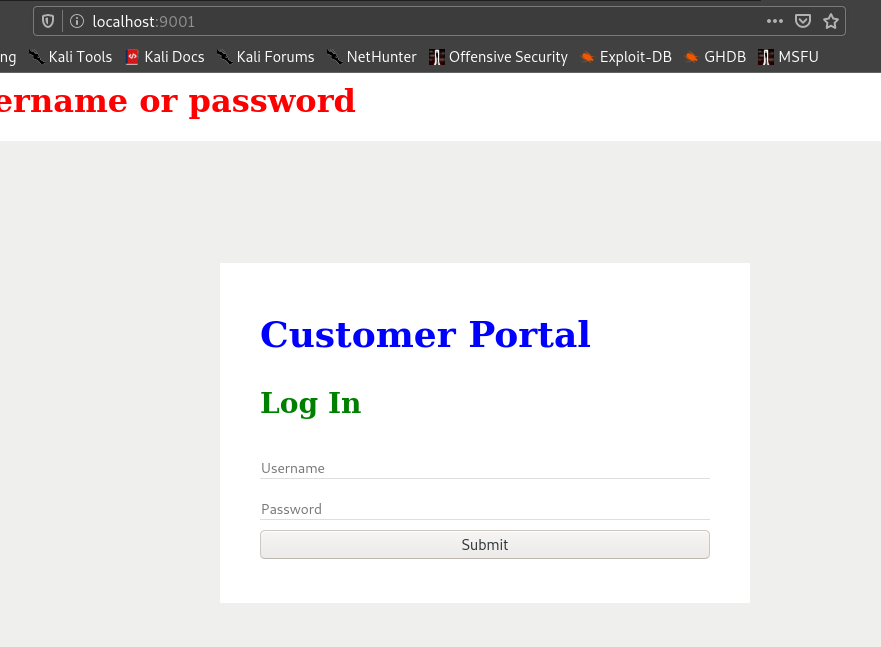 localhost:9001
ng Kali Tools Kali Docs Kali Forums NetHunter Offensive Security Exploit-DB GHDB MSFU
ername or password
Customer Portal
Log In
Username
Password
Submit